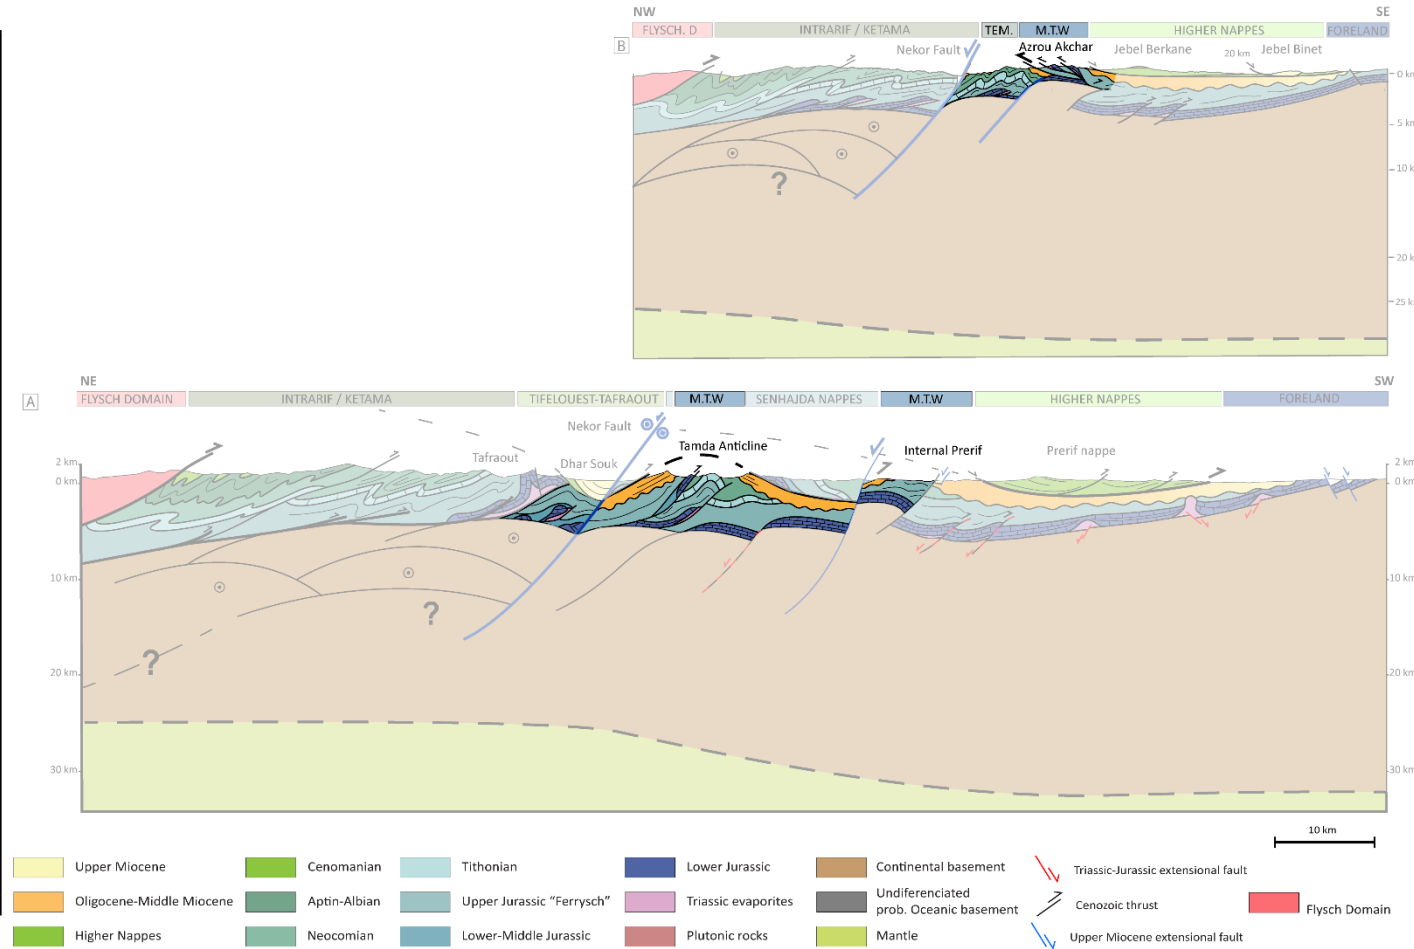 NW
SE
FLYSCH. D
INTRARIF / KETAMA
TEM.
M.T.W
HIGHER NAPPES
FORELAND
B
Nekor Fault
Azrou Akchar
Jebel Berkane
20 km
Jebel Binet
0 km
5 km
10 km
?
20 km
25 km
NE
SW
A
FLYSCH DOMAIN
INTRARIF / KETAMA
TIFELOUEST-TAFRAOUT
M.T.W
SENHAJDA NAPPES
M.T.W
HIGHER NAPPES
FORELAND
Nekor Fault
Tamda Anticline
Internal Prerif
Prerif nappe
Tafraout
Dhar Souk
2 km
0 km
2 km
0 km
10 km
10 km
?
?
20 km
20 km
30 km
30 km
10 km
Upper Miocene
Cenomanian
Tithonian
Lower Jurassic
Continental basement
Triassic-Jurassic extensional fault
Oligocene-Middle Miocene
Aptin-Albian
Upper Jurassic “Ferrysch”
Triassic evaporites
Undiferenciated
prob. Oceanic basement
Cenozoic thrust
Flysch Domain
Higher Nappes
Neocomian
Lower-Middle Jurassic
Plutonic rocks
Mantle
Upper Miocene extensional fault